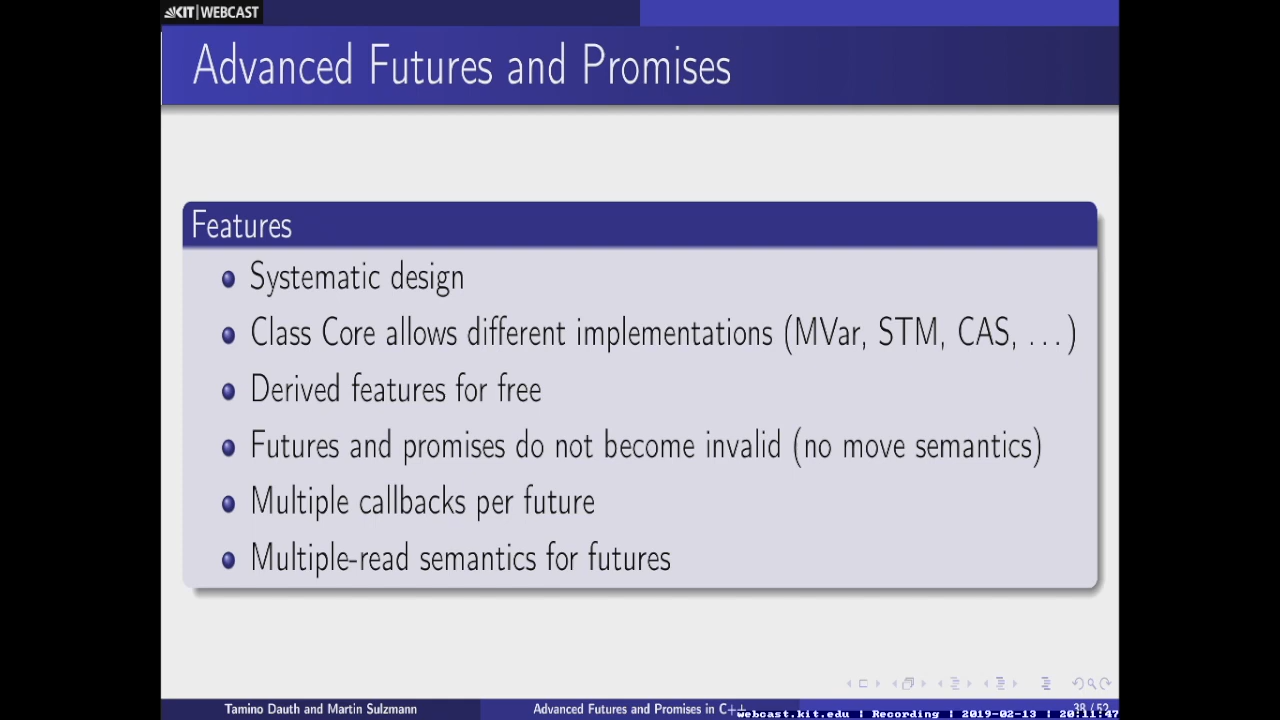 KIT | WEBCAST
Advanced Futures and Promises
Features
Systematic design
Class Core allows different implementations (MVar, STM, CAS, ...)
Derived features for free
Futures and promises do not become invalid (no move semantics)
Multiple callbacks per future
Multiple-read semantics for futures
Tamino Dauth and Martin Sulzmann
Advanced Futures and Promises in C++
38 / 52
webcast.kit.edu | Recording | 2019-02-13 | 20:11:47